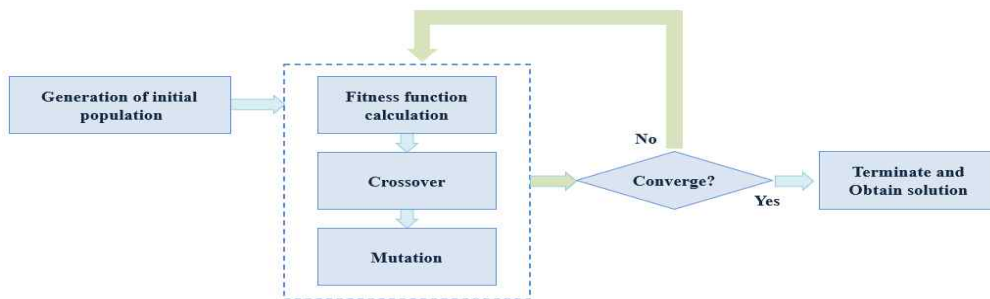 Generation of initial
population
Fitness function
calculation
Crossover
Mutation
No
Converge?
Yes
Terminate and
Obtain solution